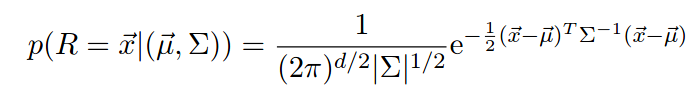 p(R = \vec{x}|(\vec{\mu}, \Sigma)) = \frac{1}{(2\pi)^{d/2}|\Sigma|^{1/2}} e^{-\frac{1}{2}(\vec{x}-\vec{\mu})^T \Sigma^{-1}(\vec{x}-\vec{\mu})}